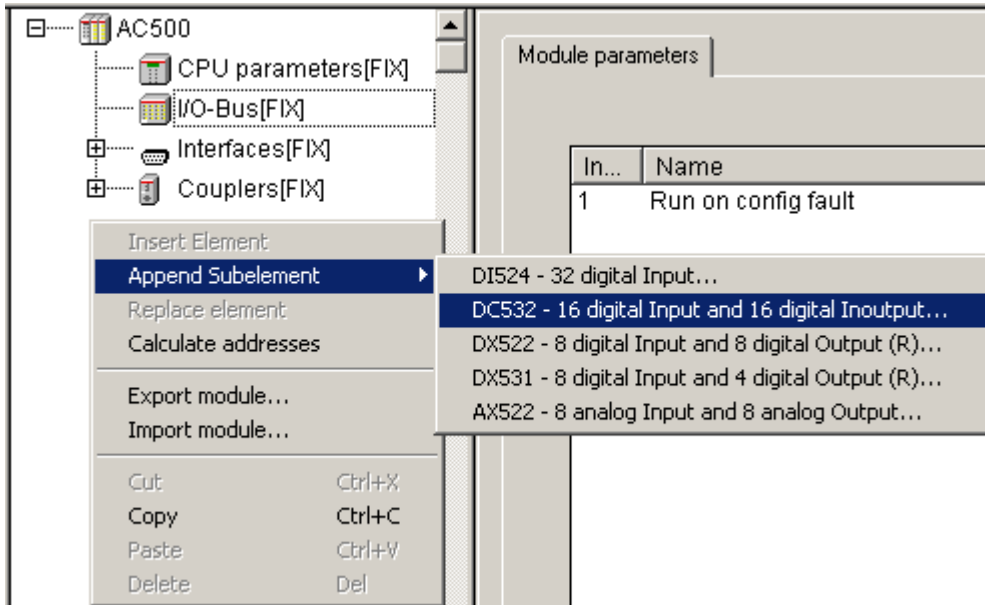 AC500
CPU parameters[FIX]
I/O-Bus[FIX]
Interfaces[FIX]
Couplers[FIX]
Module parameters
In... Name
1 Run on config fault
Insert Element
Append Subelement
Replace element
Calculate addresses
Export module...
Import module...
Cut Ctrl+X
Copy Ctrl+C
Paste Ctrl+V
Delete Del
DI524 - 32 digital Input...
DC532 - 16 digital Input and 16 digital Inoutput...
DX522 - 8 digital Input and 8 digital Output (R)...
DX531 - 8 digital Input and 4 digital Output (R)...
AX522 - 8 analog Input and 8 analog Output...